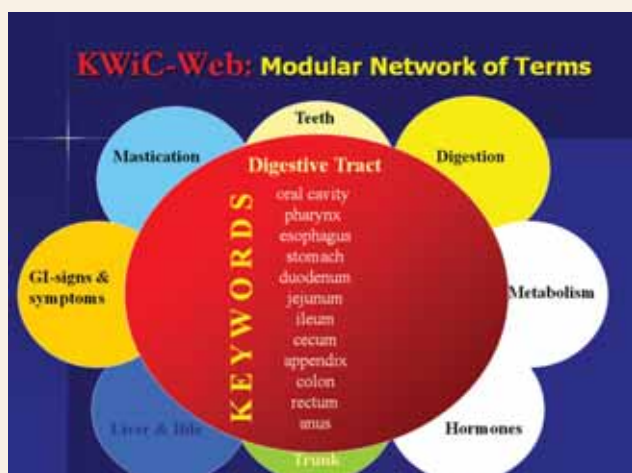 KWiC-Web: Modular Network of Terms
Teeth
Mastication
Digestive Tract
Digestion
KEYWORDS
oral cavity
pharynx
esophagus
stomach
duodenum
jejunum
ileum
cecum
appendix
colon
rectum
anus
GI-signs &
symptoms
Metabolism
Liver & Bile
Hormones
Trunk